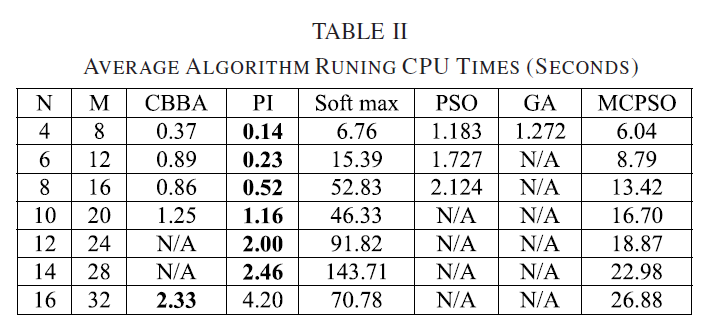 TABLE II
AVERAGE ALGORITHM RUNING CPU TIMES (SECONDS)
N M CBBA PI Soft max PSO GA MCPSO
4 8 0.37 0.14 6.76 1.183 1.272 6.04
6 12 0.89 0.23 15.39 1.727 N/A 8.79
8 16 0.86 0.52 52.83 2.124 N/A 13.42
10 20 1.25 1.16 46.33 N/A N/A 16.70
12 24 N/A 2.00 91.82 N/A N/A 18.87
14 28 N/A 2.46 143.71 N/A N/A 22.98
16 32 2.33 4.20 70.78 N/A N/A 26.88